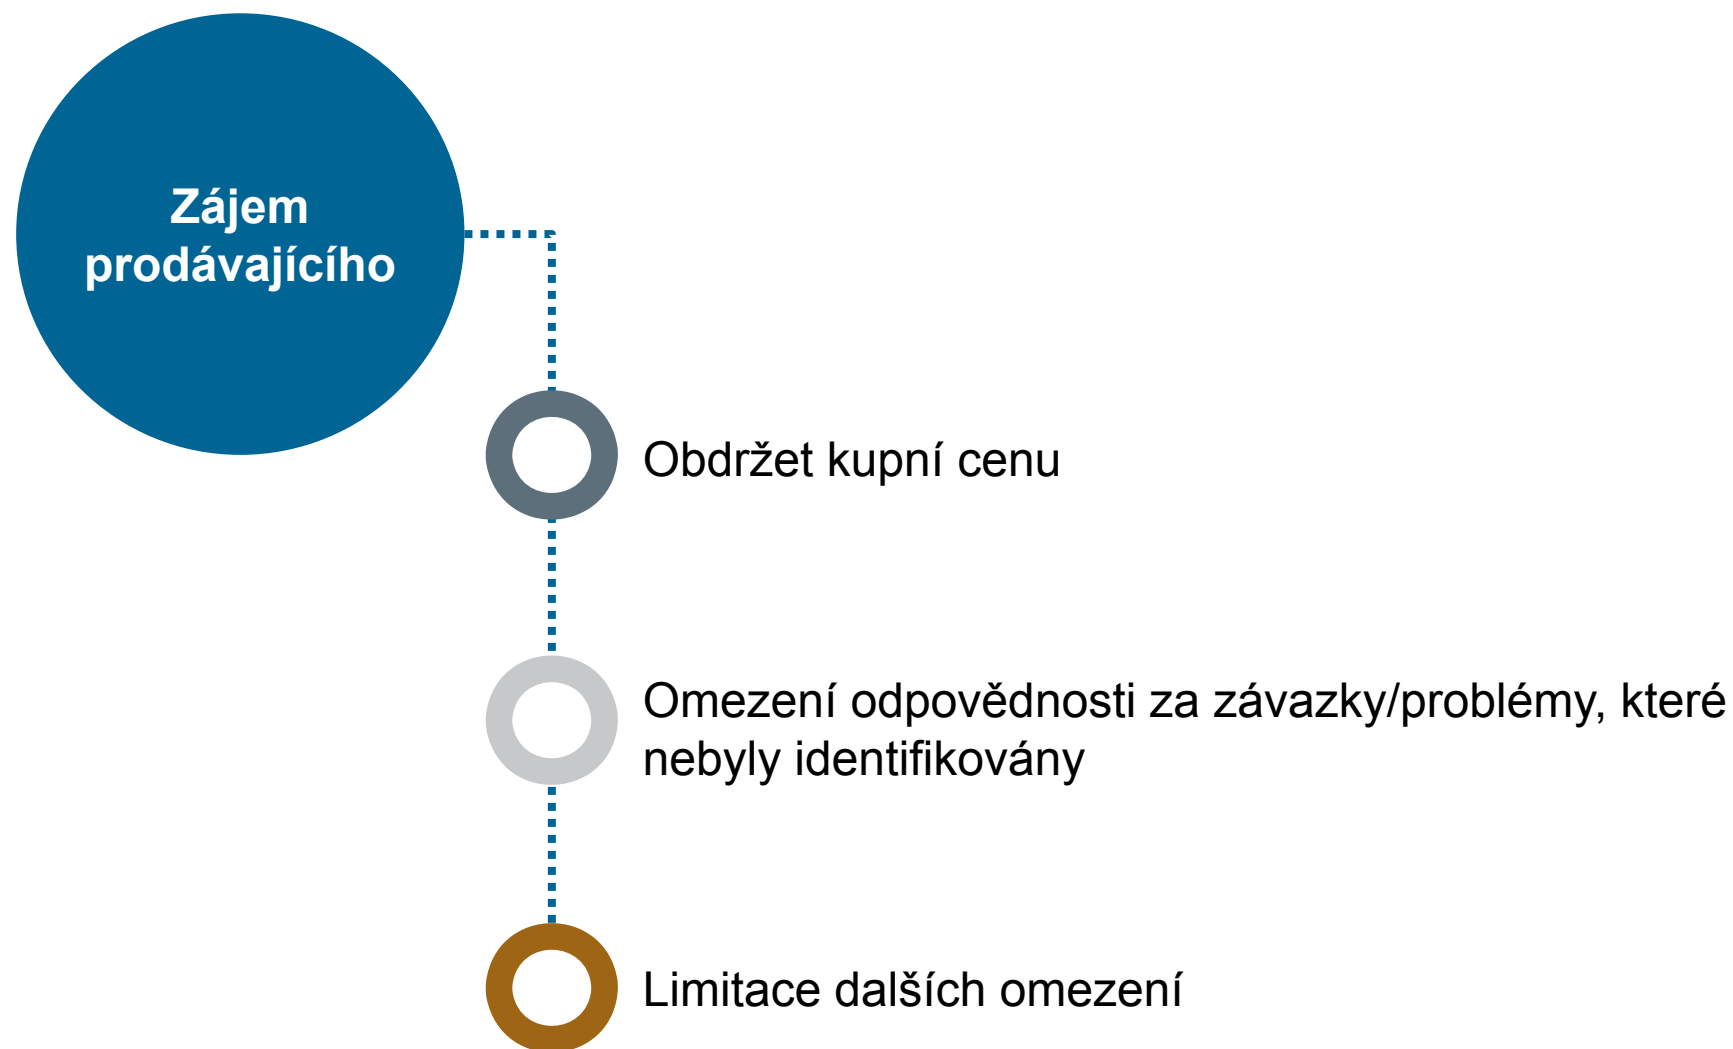 Zájem
prodávajícího
Obdržet kupní cenu
Omezení odpovědnosti za závazky/problémy, které
nebyly identifikovány
Limitace dalších omezení